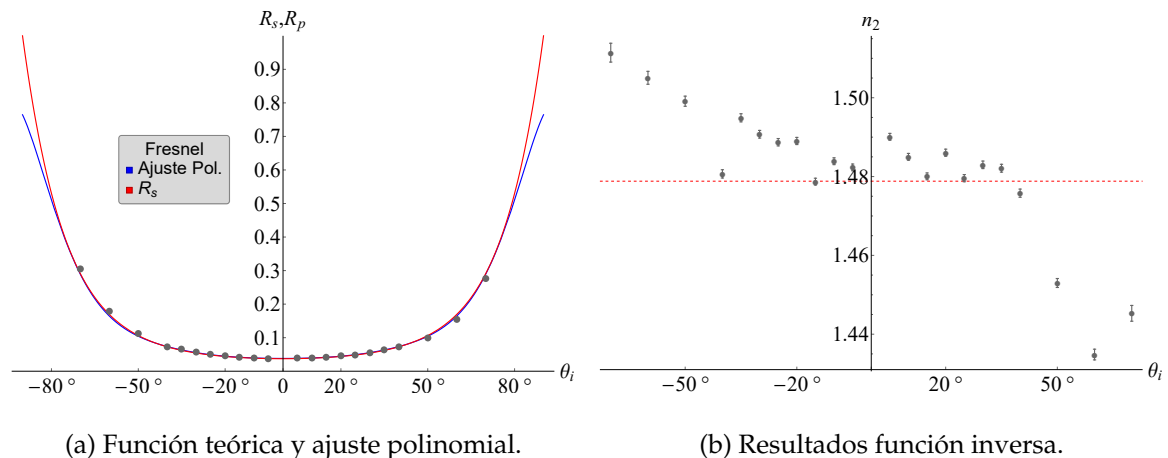 R_s,R_p
0.9
0.8
0.7
0.6
0.5
0.4
0.3
0.2
0.1
Fresnel
Ajuste Pol.
R_s
−80° −50° −20° 0 20° 50° 80° θ_i
(a) Función teórica y ajuste polinomial.
n_2
1.50
1.48
1.46
1.44
−50° −20° 20° 50° θ_i
(b) Resultados función inversa.